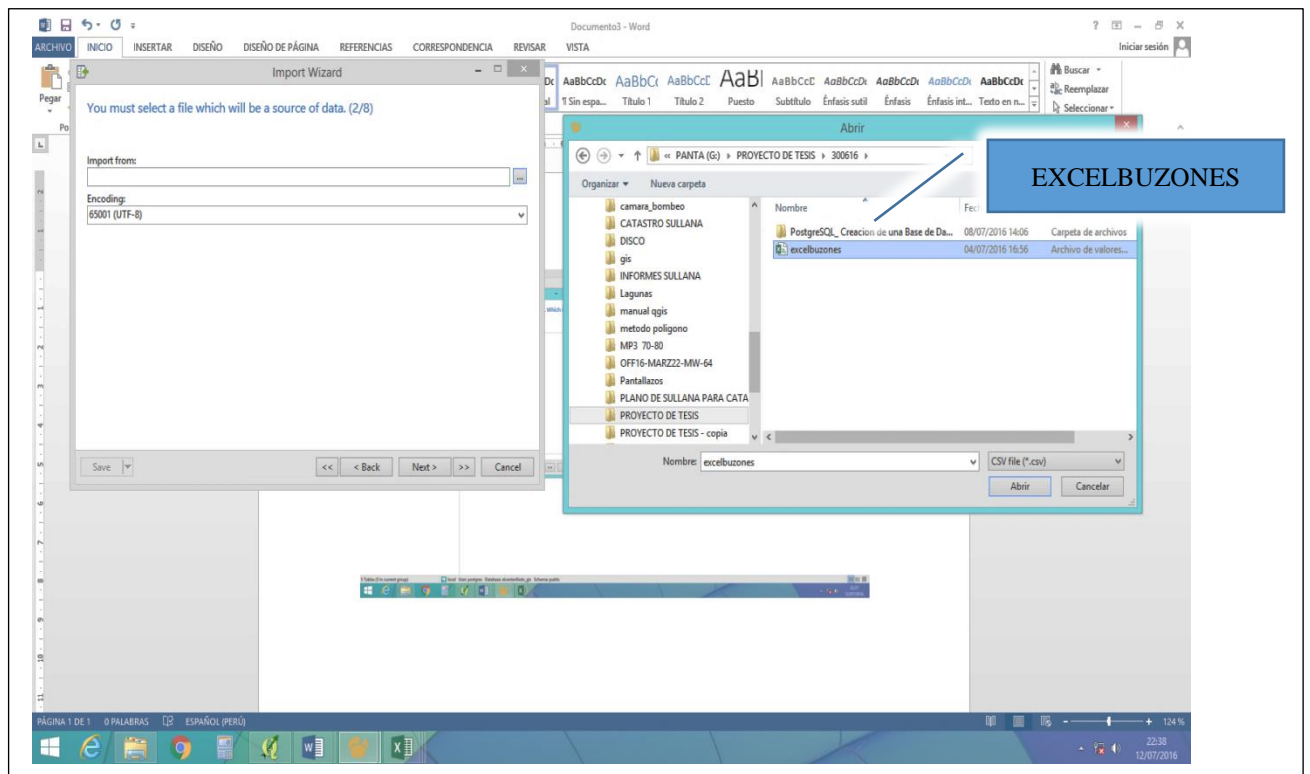 Documento3 - Word
ARCHIVO INICIO INSERTAR DISEÑO DISEÑO DE PÁGINA REFERENCIAS CORRESPONDENCIA REVISAR VISTA
Iniciar sesión
Pegar
Po
AaBbCcDc AaBbC( AaBbCcD AaB AaBbCcD AaBbCcDc AaBbCcDc AaBbCcDc AaBbCcDc
1 Sin espa... Título 1 Título 2 Puesto Subtítulo Énfasis sutil Énfasis Énfasis int... Texto en n...
Buscar
Reemplazar
Seleccionar
Import Wizard
You must select a file which will be a source of data. (2/8)
Import from:
...
Encoding:
65001 (UTF-8)
Save
<< < Back Next > >> Cancel
Abrir
« PANTA (G:) PROYECTO DE TESIS 300616
Organizar Nueva carpeta
camara_bombeo
CATASTRO SULLANA
DISCO
gis
INFORMES SULLANA
Lagunas
manual qgis
metodo poligono
MP3 70-80
OFF16-MARZ22-MW-64
Pantallazos
PLANO DE SULLANA PARA CATA
PROYECTO DE TESIS
PROYECTO DE TESIS - copia
Nombre
PostgreSQL_ Creacion de una Base de Da... 08/07/2016 14:06 Carpeta de archivos
excelbuzones 04/07/2016 16:56 Archivo de valores...
Nombre: excelbuzones
CSV file (*.csv)
Abrir Cancelar
EXCELBUZONES
PÁGINA 1 DE 1 0 PALABRAS ESPAÑOL (PERÚ)
124 %
22:38
12/07/2016